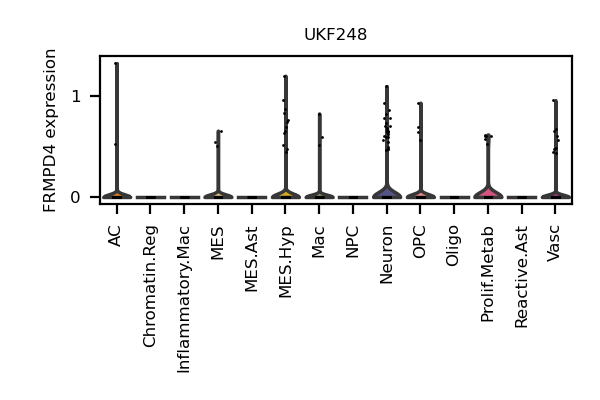 UKF248
FRMPD4 expression
1
0
AC
Chromatin.Reg
Inflammatory.Mac
MES
MES.Ast
MES.Hyp
Mac
NPC
Neuron
OPC
Oligo
Prolif.Metab
Reactive.Ast
Vasc